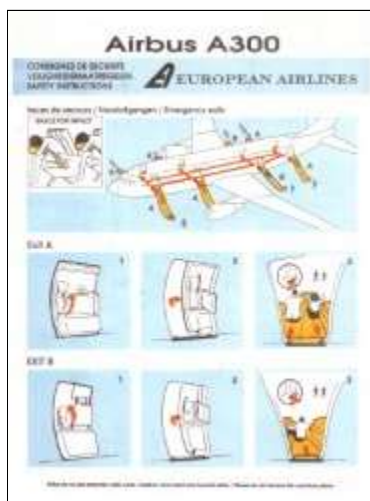 Airbus A300
CONSIGNES DE SECURITE
VEILIGHEIDSMAATREGELEN
SAFETY INSTRUCTIONS
EUROPEAN AIRLINES
Issues de secours / Nooduitgangen / Emergency exits
BRACE FOR IMPACT
Exit A
1
2
3
EXIT B
1
2
3